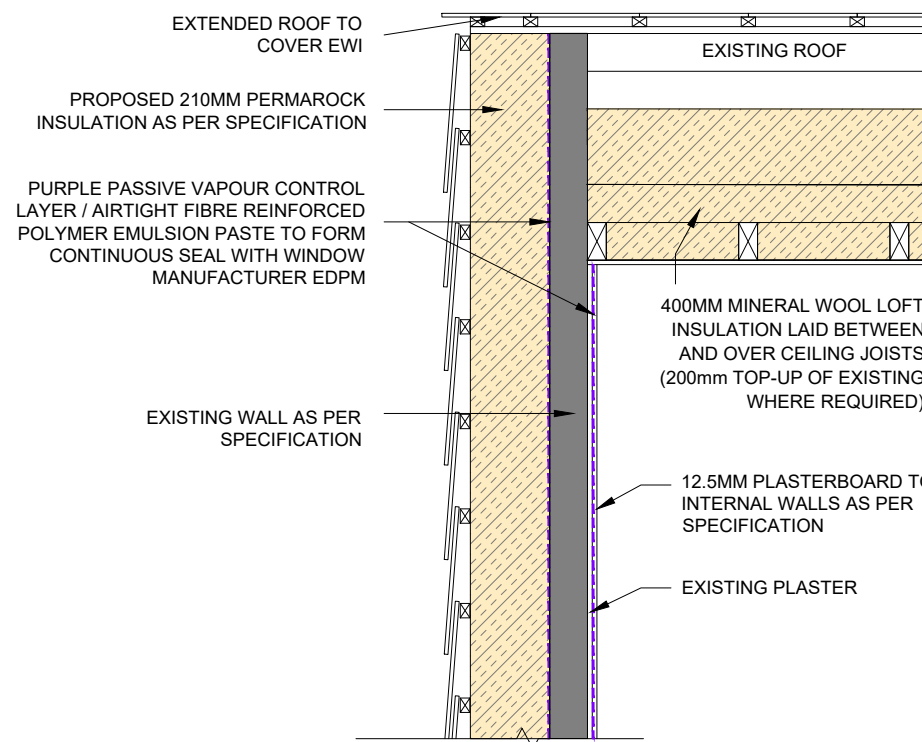 EXTENDED ROOF TO
COVER EWI
EXISTING ROOF
PROPOSED 210MM PERMAROCK
INSULATION AS PER SPECIFICATION
PURPLE PASSIVE VAPOUR CONTROL
LAYER / AIRTIGHT FIBRE REINFORCED
POLYMER EMULSION PASTE TO FORM
CONTINUOUS SEAL WITH WINDOW
MANUFACTURER EDPM
400MM MINERAL WOOL LOFT
INSULATION LAID BETWEEN
AND OVER CEILING JOISTS
(200mm TOP-UP OF EXISTING
WHERE REQUIRED)
EXISTING WALL AS PER
SPECIFICATION
12.5MM PLASTERBOARD TO
INTERNAL WALLS AS PER
SPECIFICATION
EXISTING PLASTER